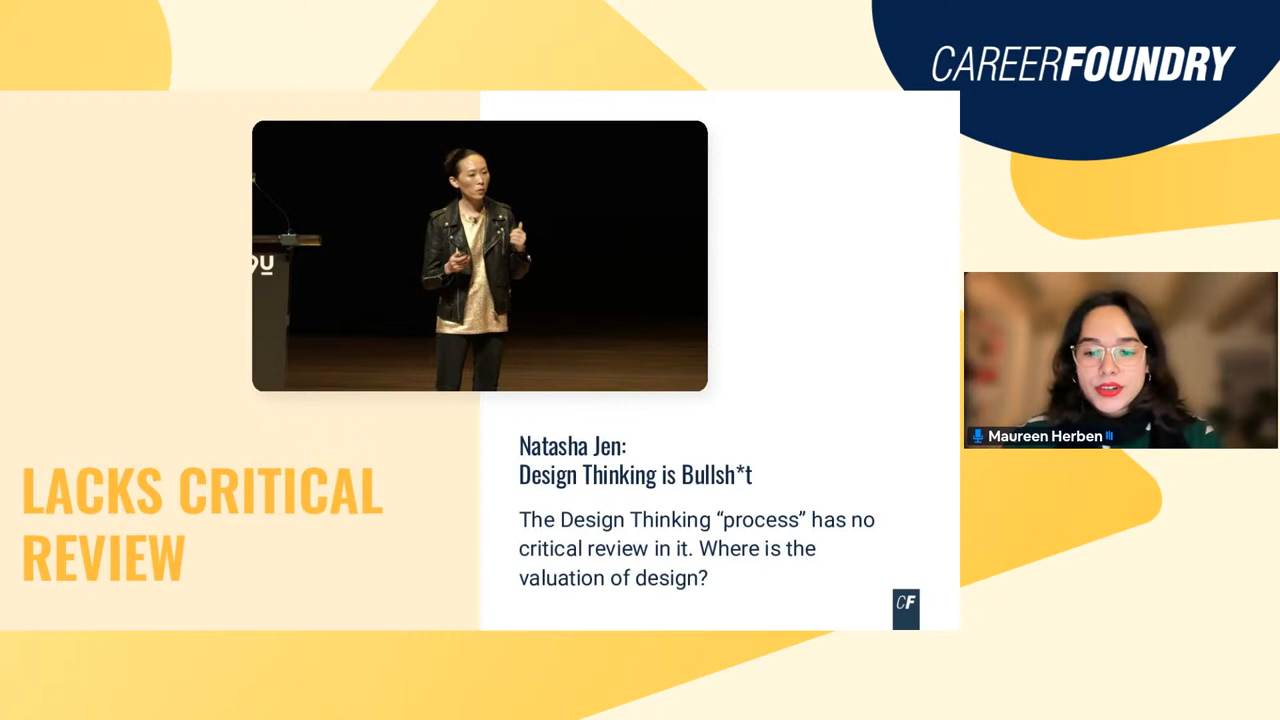 CAREERFOUNDRY
Natasha Jen:
Design Thinking is Bullsh*t
LACKS CRITICAL
REVIEW
The Design Thinking “process” has no
critical review in it. Where is the
valuation of design?
CF
Maureen Herben